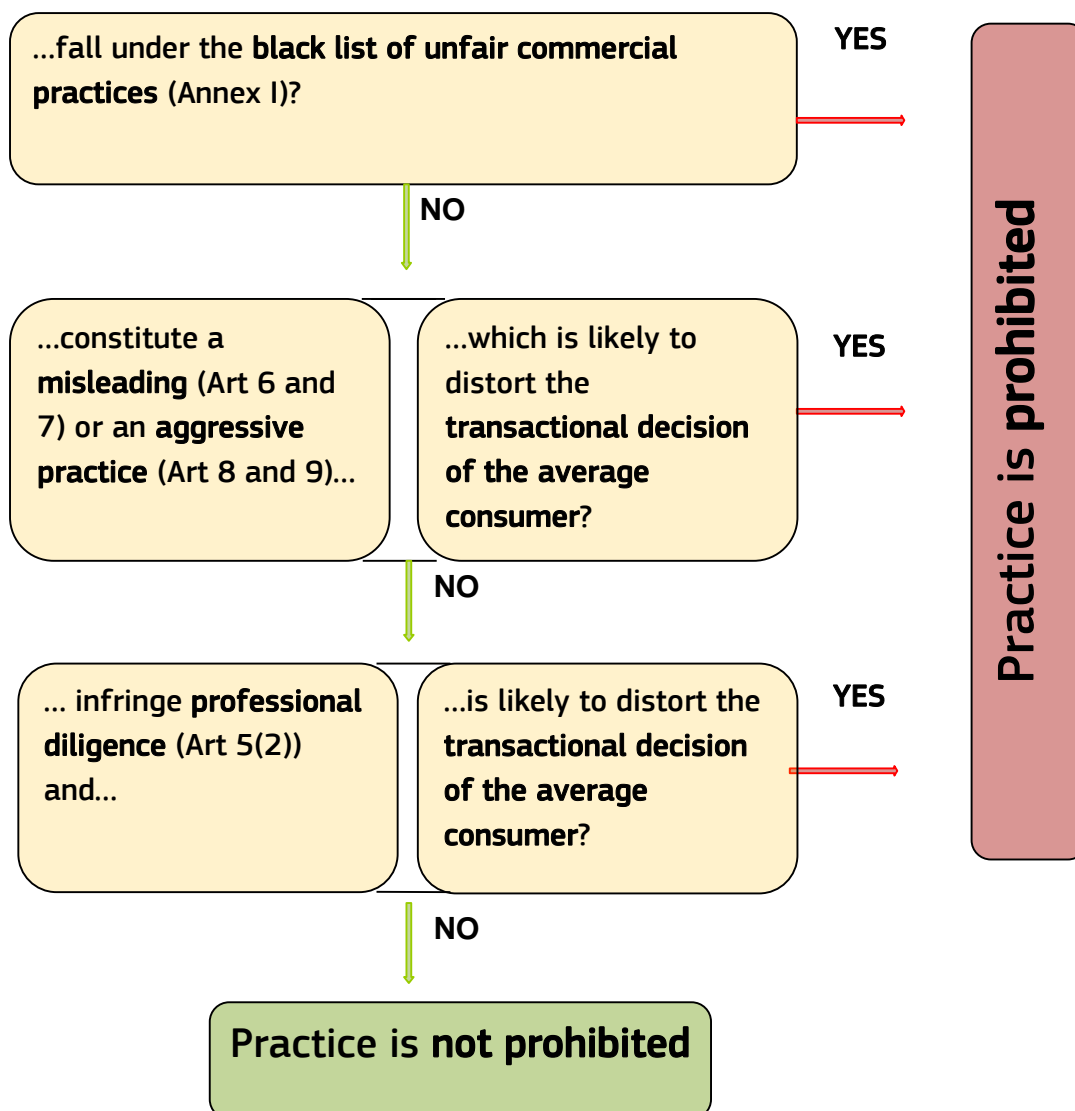 ...fall under the black list of unfair commercial
practices (Annex I)?
YES
NO
...constitute a
misleading (Art 6 and
7) or an aggressive
practice (Art 8 and 9)...
...which is likely to
distort the
transactional decision
of the average
consumer?
YES
NO
... infringe professional
diligence (Art 5(2))
and...
...is likely to distort the
transactional decision
of the average
consumer?
YES
NO
Practice is not prohibited
Practice is prohibited